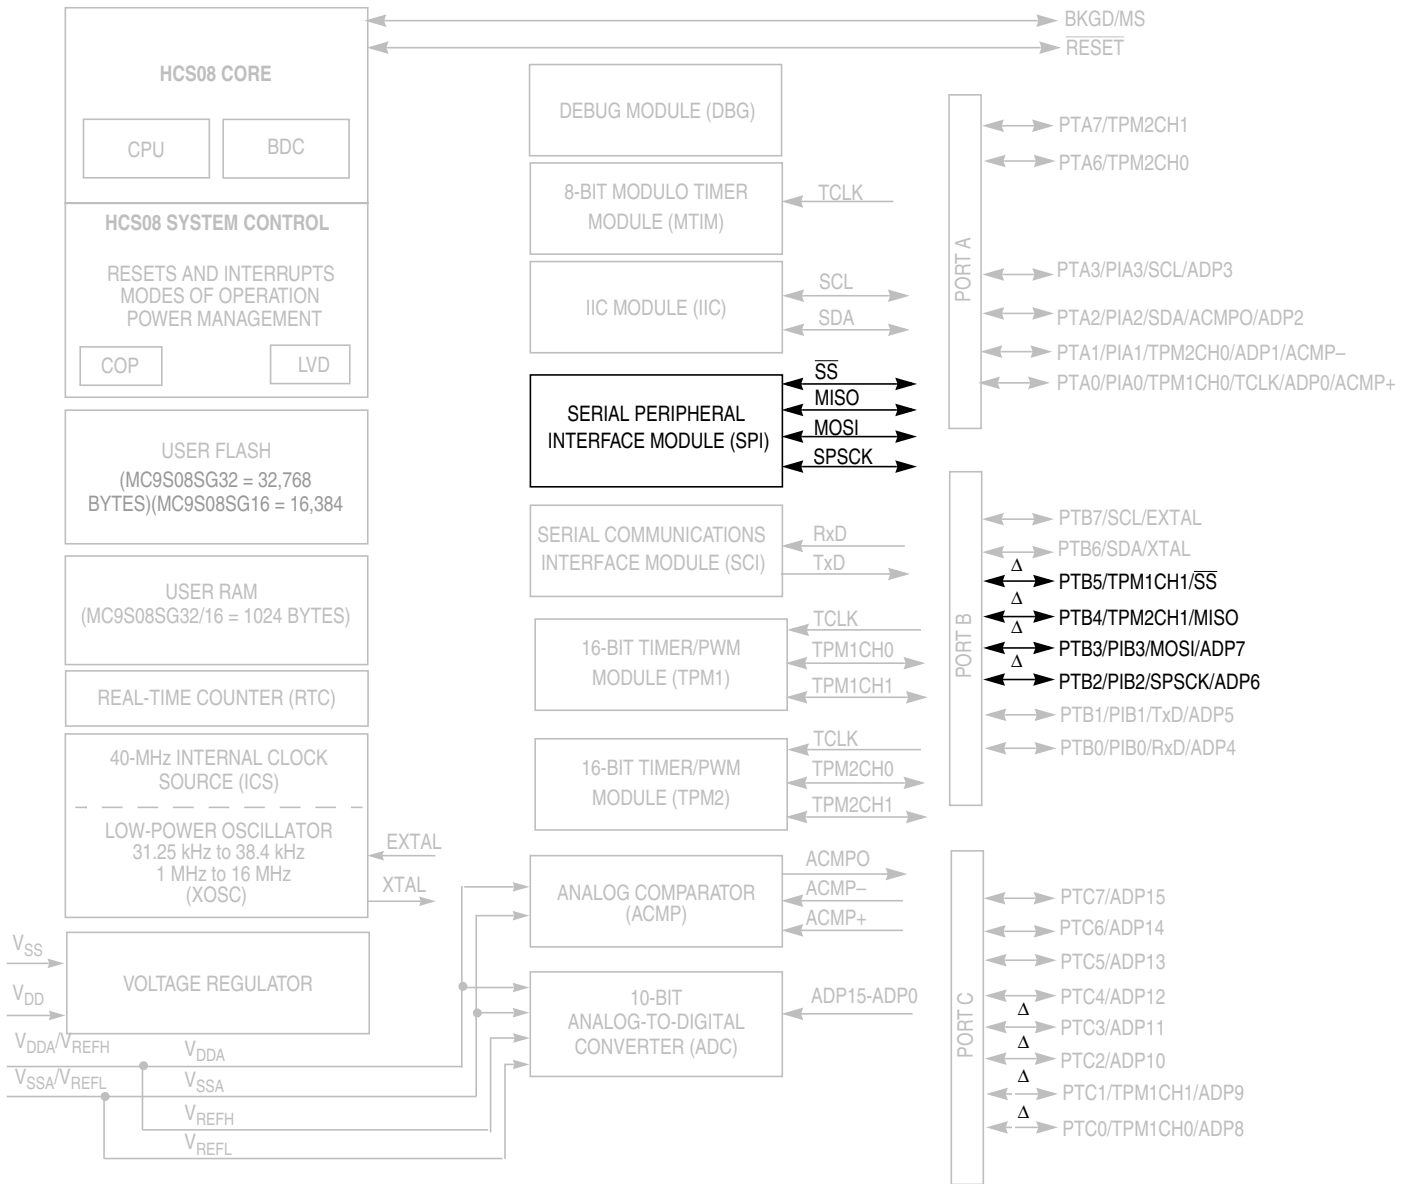 BKGD/MS
RESET
HCS08 CORE
CPU
BDC
HCS08 SYSTEM CONTROL
RESETS AND INTERRUPTS
MODES OF OPERATION
POWER MANAGEMENT
COP
LVD
USER FLASH
(MC9S08SG32 = 32,768
BYTES)(MC9S08SG16 = 16,384
USER RAM
(MC9S08SG32/16 = 1024 BYTES)
REAL-TIME COUNTER (RTC)
40-MHz INTERNAL CLOCK
SOURCE (ICS)
LOW-POWER OSCILLATOR
31.25 kHz to 38.4 kHz
1 MHz to 16 MHz
(XOSC)
EXTAL
XTAL
VSS
VDD
VOLTAGE REGULATOR
VDDA/VREFH
VSSA/VREFL
VDDA
VSSA
VREFH
VREFL
DEBUG MODULE (DBG)
8-BIT MODULO TIMER
MODULE (MTIM)
TCLK
IIC MODULE (IIC)
SCL
SDA
SERIAL PERIPHERAL
INTERFACE MODULE (SPI)
SS
MISO
MOSI
SPSCK
SERIAL COMMUNICATIONS
INTERFACE MODULE (SCI)
RxD
TxD
16-BIT TIMER/PWM
MODULE (TPM1)
TCLK
TPM1CH0
TPM1CH1
16-BIT TIMER/PWM
MODULE (TPM2)
TCLK
TPM2CH0
TPM2CH1
ANALOG COMPARATOR
(ACMP)
ACMPO
ACMP–
ACMP+
10-BIT
ANALOG-TO-DIGITAL
CONVERTER (ADC)
ADP15-ADP0
PORT A
PTA7/TPM2CH1
PTA6/TPM2CH0
PTA3/PIA3/SCL/ADP3
PTA2/PIA2/SDA/ACMPO/ADP2
PTA1/PIA1/TPM2CH0/ADP1/ACMP–
PTA0/PIA0/TPM1CH0/TCLK/ADP0/ACMP+
PORT B
PTB7/SCL/EXTAL
PTB6/SDA/XTAL
Δ PTB5/TPM1CH1/SS
Δ PTB4/TPM2CH1/MISO
Δ PTB3/PIB3/MOSI/ADP7
Δ PTB2/PIB2/SPSCK/ADP6
PTB1/PIB1/TxD/ADP5
PTB0/PIB0/RxD/ADP4
PORT C
PTC7/ADP15
PTC6/ADP14
PTC5/ADP13
PTC4/ADP12
Δ PTC3/ADP11
Δ PTC2/ADP10
Δ PTC1/TPM1CH1/ADP9
Δ PTC0/TPM1CH0/ADP8